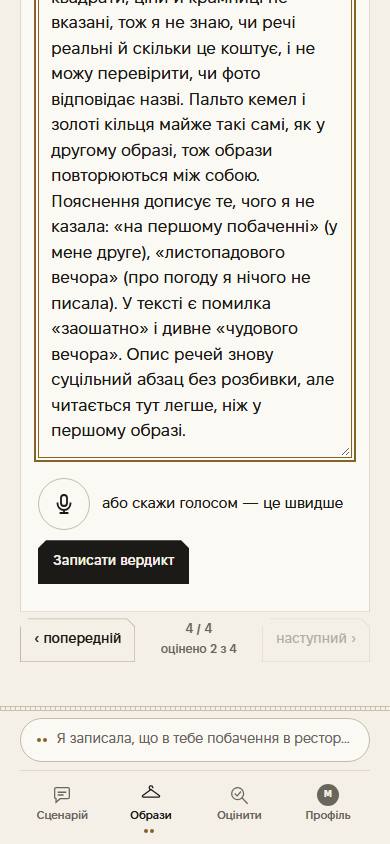 квадрати, ціни й крамниці не
вказані, тож я не знаю, чи речі
реальні й скільки це коштує, і не
можу перевірити, чи фото
відповідає назві. Пальто кемел і
золоті кільця майже такі самі, як у
другому образі, тож образи
повторюються між собою.
Пояснення дописує те, чого я не
казала: «на першому побаченні» (у
мене друге), «листопадового
вечора» (про погоду я нічого не
писала). У тексті є помилка
«заошатно» і дивне «чудового
вечора». Опис речей знову
суцільний абзац без розбивки, але
читається тут легше, ніж у
першому образі.
або скажи голосом — це швидше
Записати вердикт
‹ попередній
4 / 4
оцінено 2 з 4
наступний ›
Я записала, що в тебе побачення в рестор...
Сценарій
Образи
Оцінити
М
Профіль